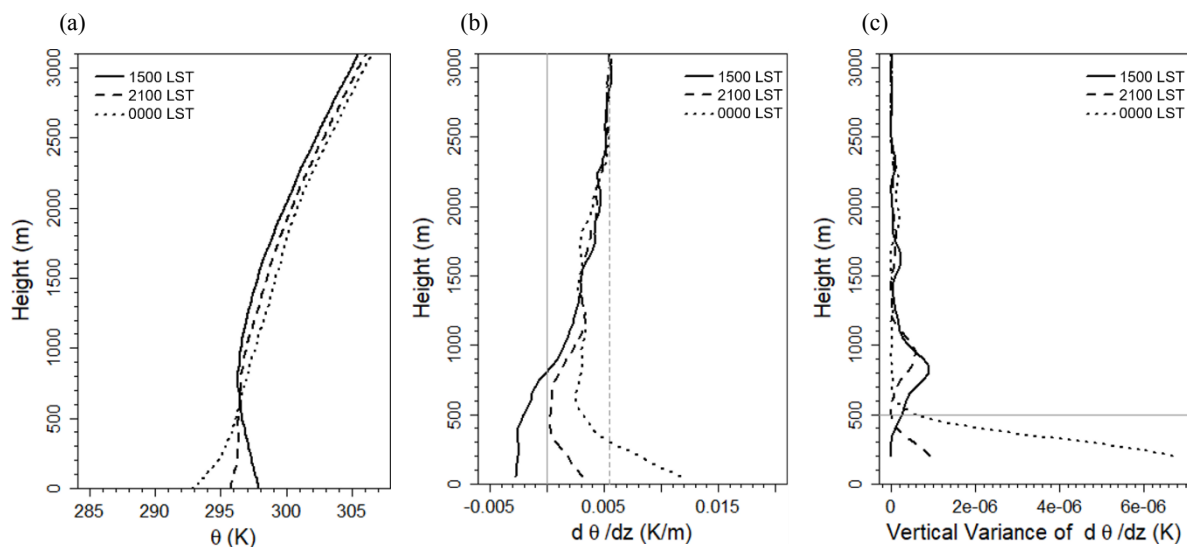 (a)
3000
2500
2000
1500
1000
500
0
Height (m)
1500 LST
2100 LST
0000 LST
285 290 295 300 305
θ (K)
(b)
3000
2500
2000
1500
1000
500
0
Height (m)
1500 LST
2100 LST
0000 LST
-0.005 0.005 0.015
d θ /dz (K/m)
(c)
3000
2500
2000
1500
1000
500
0
Height (m)
1500 LST
2100 LST
0000 LST
0 2e-06 4e-06 6e-06
Vertical Variance of d θ /dz (K)